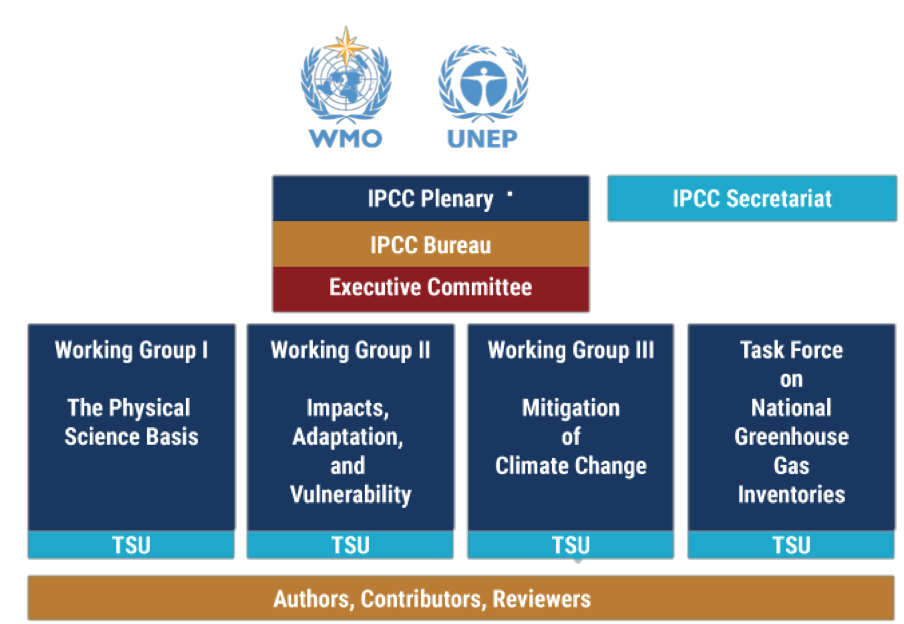 WMO
UNEP
IPCC Plenary
IPCC Secretariat
IPCC Bureau
Executive Committee
Working Group I
The Physical
Science Basis
TSU
Working Group II
Impacts,
Adaptation,
and
Vulnerability
TSU
Working Group III
Mitigation
of
Climate Change
TSU
Task Force
on
National
Greenhouse
Gas
Inventories
TSU
Authors, Contributors, Reviewers